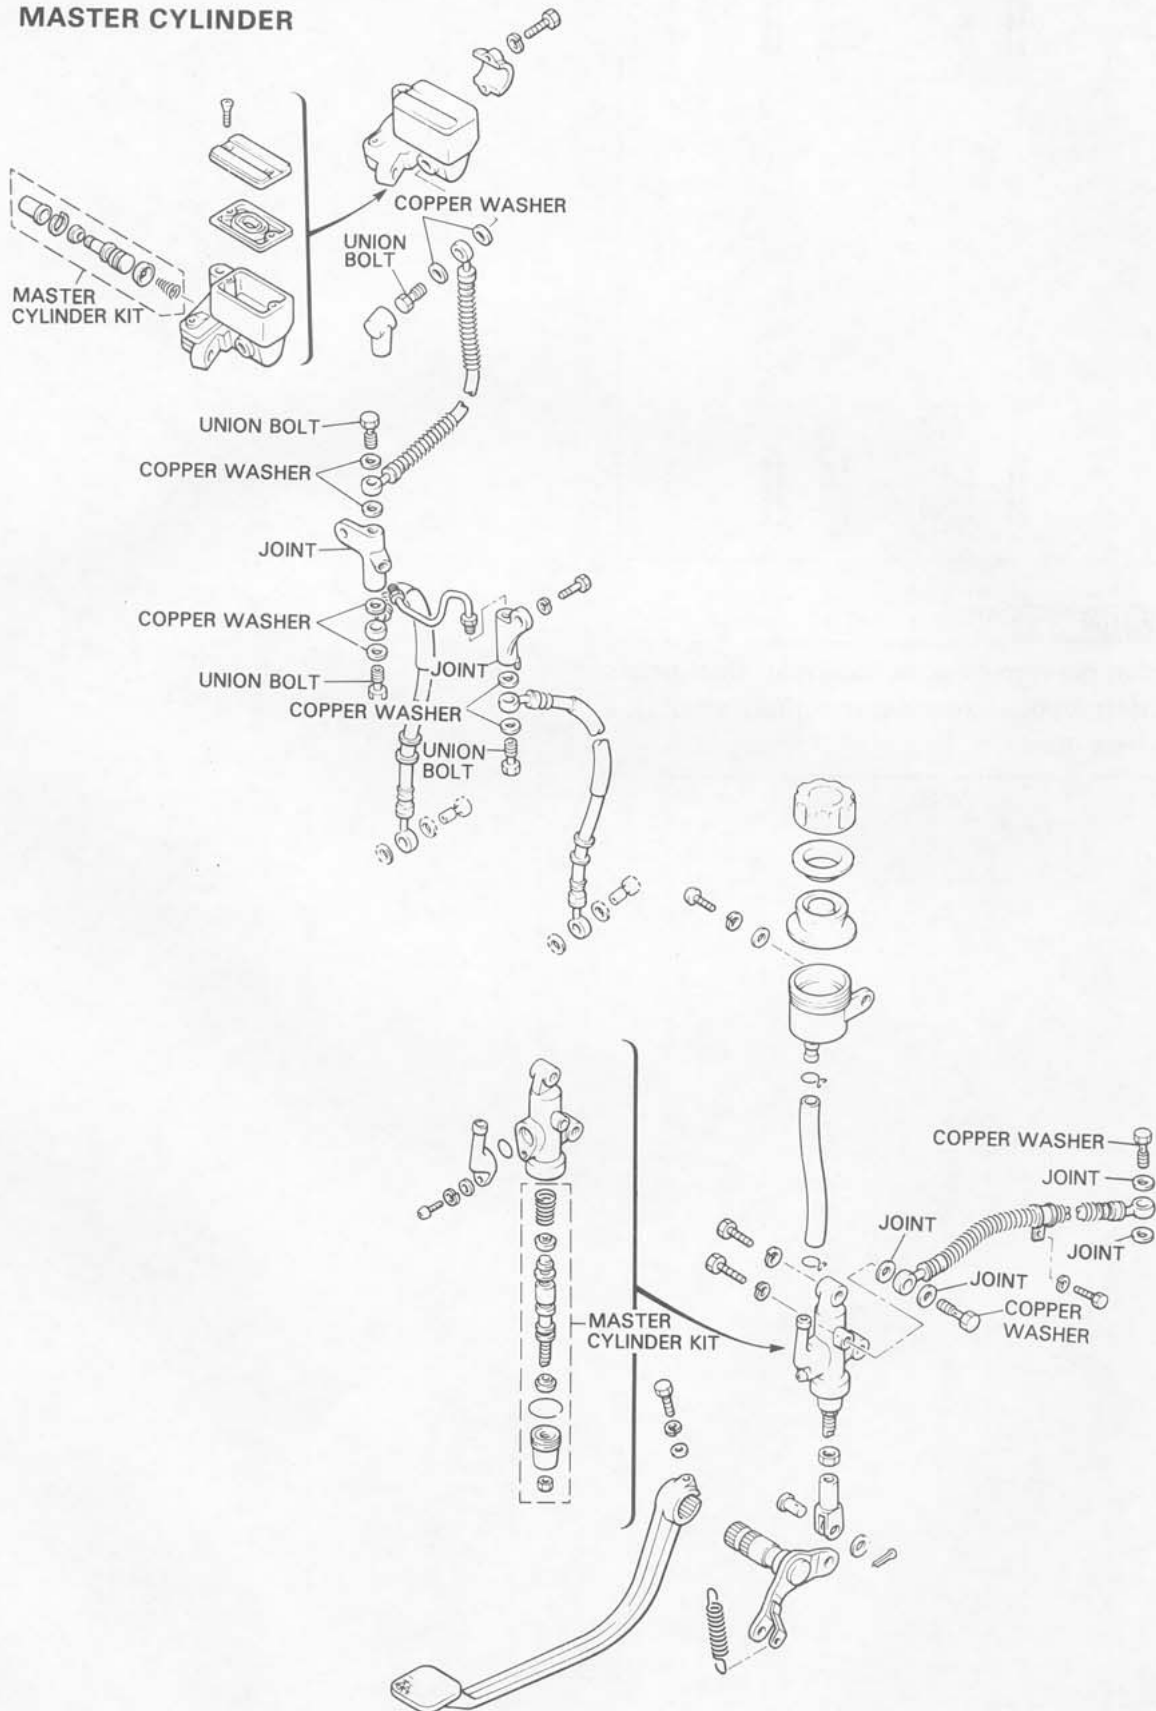 MASTER CYLINDER
COPPER WASHER
UNION
BOLT
MASTER
CYLINDER KIT
UNION BOLT
COPPER WASHER
JOINT
COPPER WASHER
JOINT
UNION BOLT
COPPER WASHER
UNION
BOLT
COPPER WASHER
JOINT
JOINT
JOINT
JOINT
COPPER
WASHER
MASTER
CYLINDER KIT